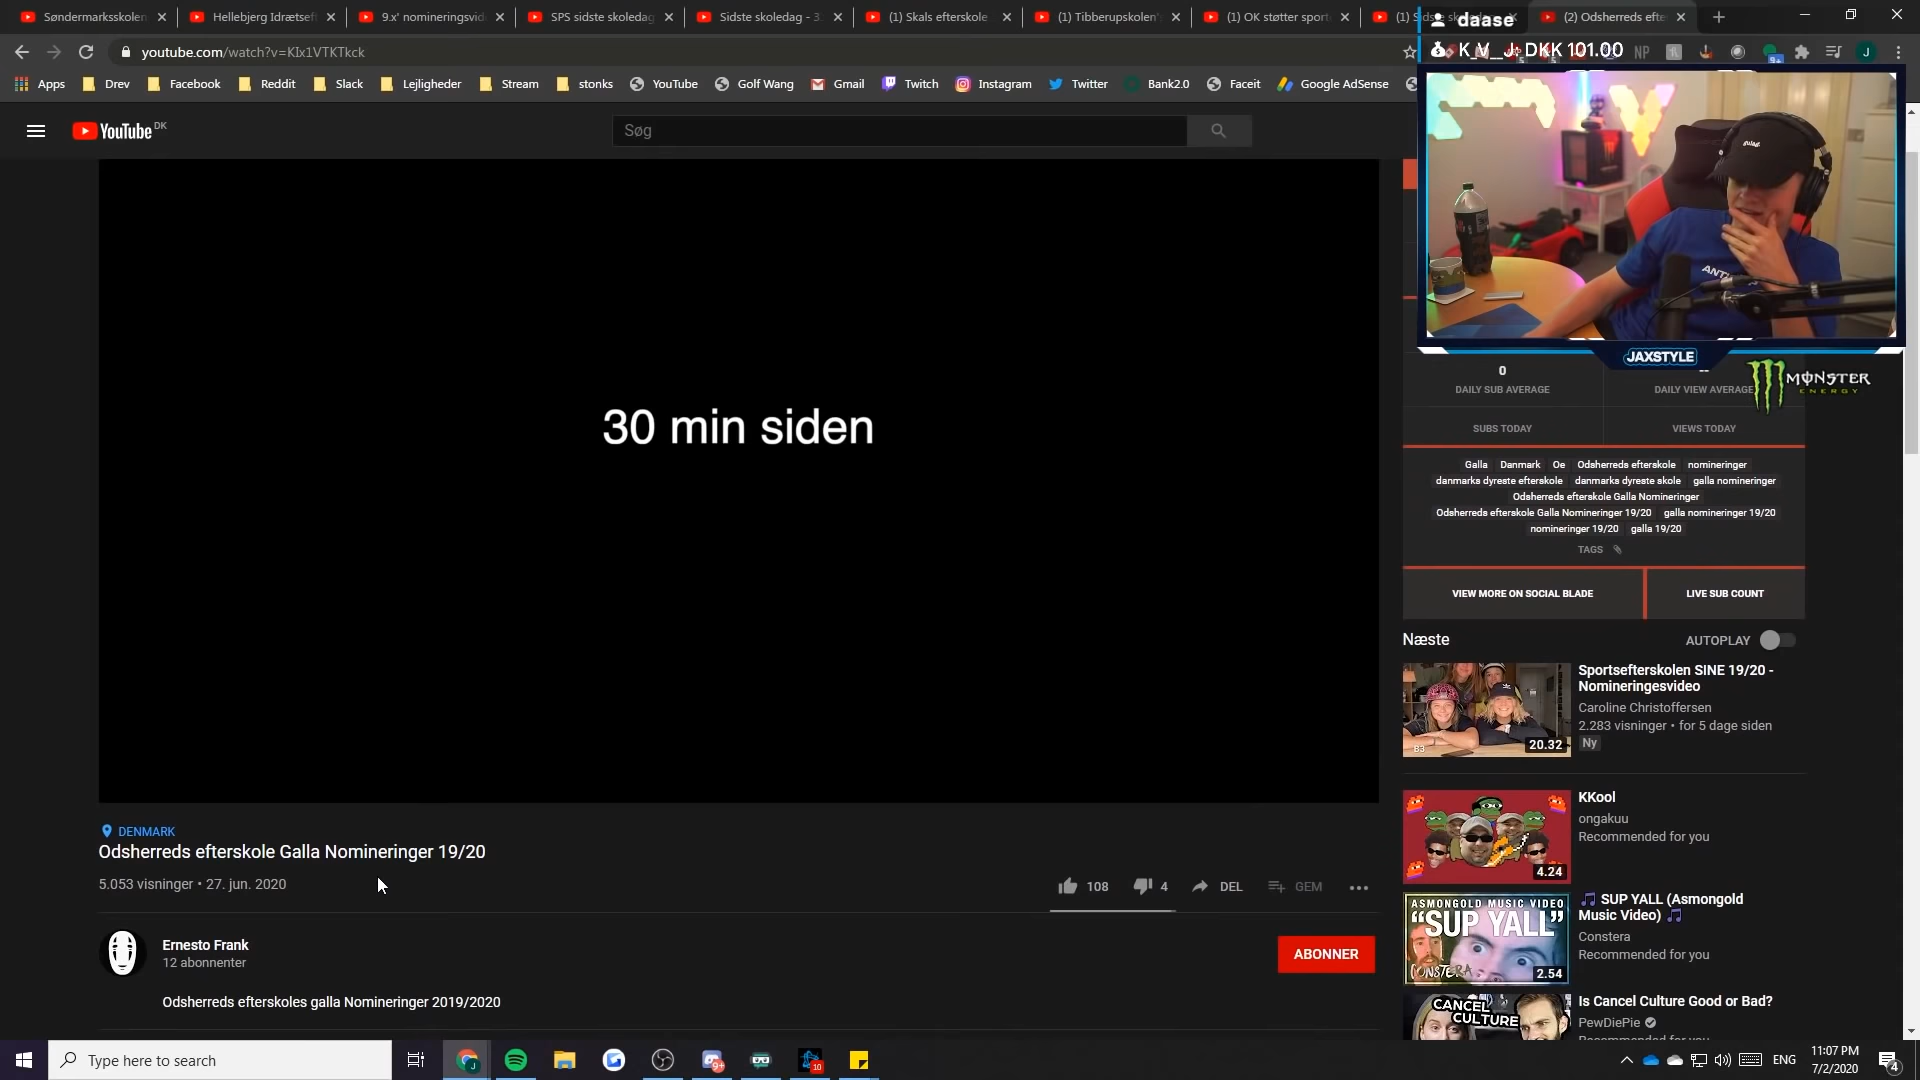 Søndermarksskolen
Hellebjerg Idrætsef
9.x' nomineringsvid
SPS sidste skoledag
Sidste skoledag - 3
(1) Skals efterskole
(1) Tibberupskolen'
(1) OK støtter sport
(2) Odsherreds efte
daase
K_V__J: DKK 101.00
youtube.com/watch?v=KIx1VTKTkck
Apps
Drev
Facebook
Reddit
Slack
Lejligheder
Stream
stonks
YouTube
Golf Wang
Gmail
Twitch
Instagram
Twitter
Bank2.0
Faceit
Google AdSense
YouTube DK
Søg
30 min siden
JAXSTYLE
MONSTER
ENERGY
0
DAILY SUB AVERAGE
DAILY VIEW AVERAGE
SUBS TODAY
VIEWS TODAY
Galla Danmark Oe Odsherreds efterskole nomineringer
danmarks dyreste efterskole danmarks dyreste skole galla nomineringer
Odsherreds efterskole Galla Nomineringer
Odsherreds efterskole Galla Nomineringer 19/20 galla nomineringer 19/20
nomineringer 19/20 galla 19/20
TAGS
VIEW MORE ON SOCIAL BLADE
LIVE SUB COUNT
Næste
AUTOPLAY
Sportsefterskolen SINE 19/20 -
Nomineringesvideo
Caroline Christoffersen
2.283 visninger • for 5 dage siden
Ny
20.32
KKool
ongakuu
Recommended for you
4.24
ASMONGOLD MUSIC VIDEO
"SUP YALL"
CONSTERA
2.54
SUP YALL (Asmongold
Music Video)
Constera
Recommended for you
CANCEL
CULTURE
Is Cancel Culture Good or Bad?
PewDiePie
DENMARK
Odsherreds efterskole Galla Nomineringer 19/20
5.053 visninger • 27. jun. 2020
108
4
DEL
GEM
Ernesto Frank
12 abonnenter
ABONNER
Odsherreds efterskoles galla Nomineringer 2019/2020
Type here to search
ENG
11:07 PM
7/2/2020